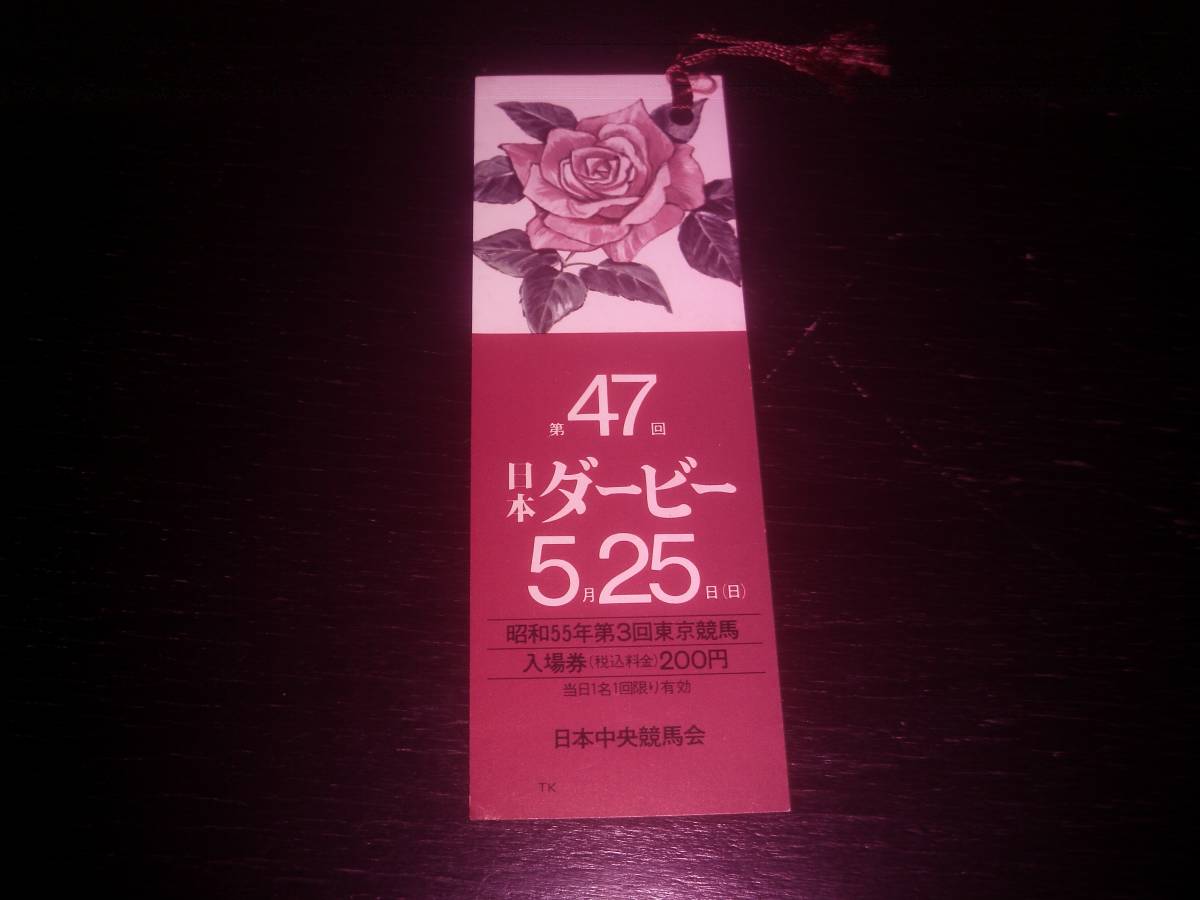 第47回
日本ダービー
5月25日(日)
昭和55年第3回東京競馬
入場券(税込料金)200円
当日1名1回限り有効
日本中央競馬会
TK